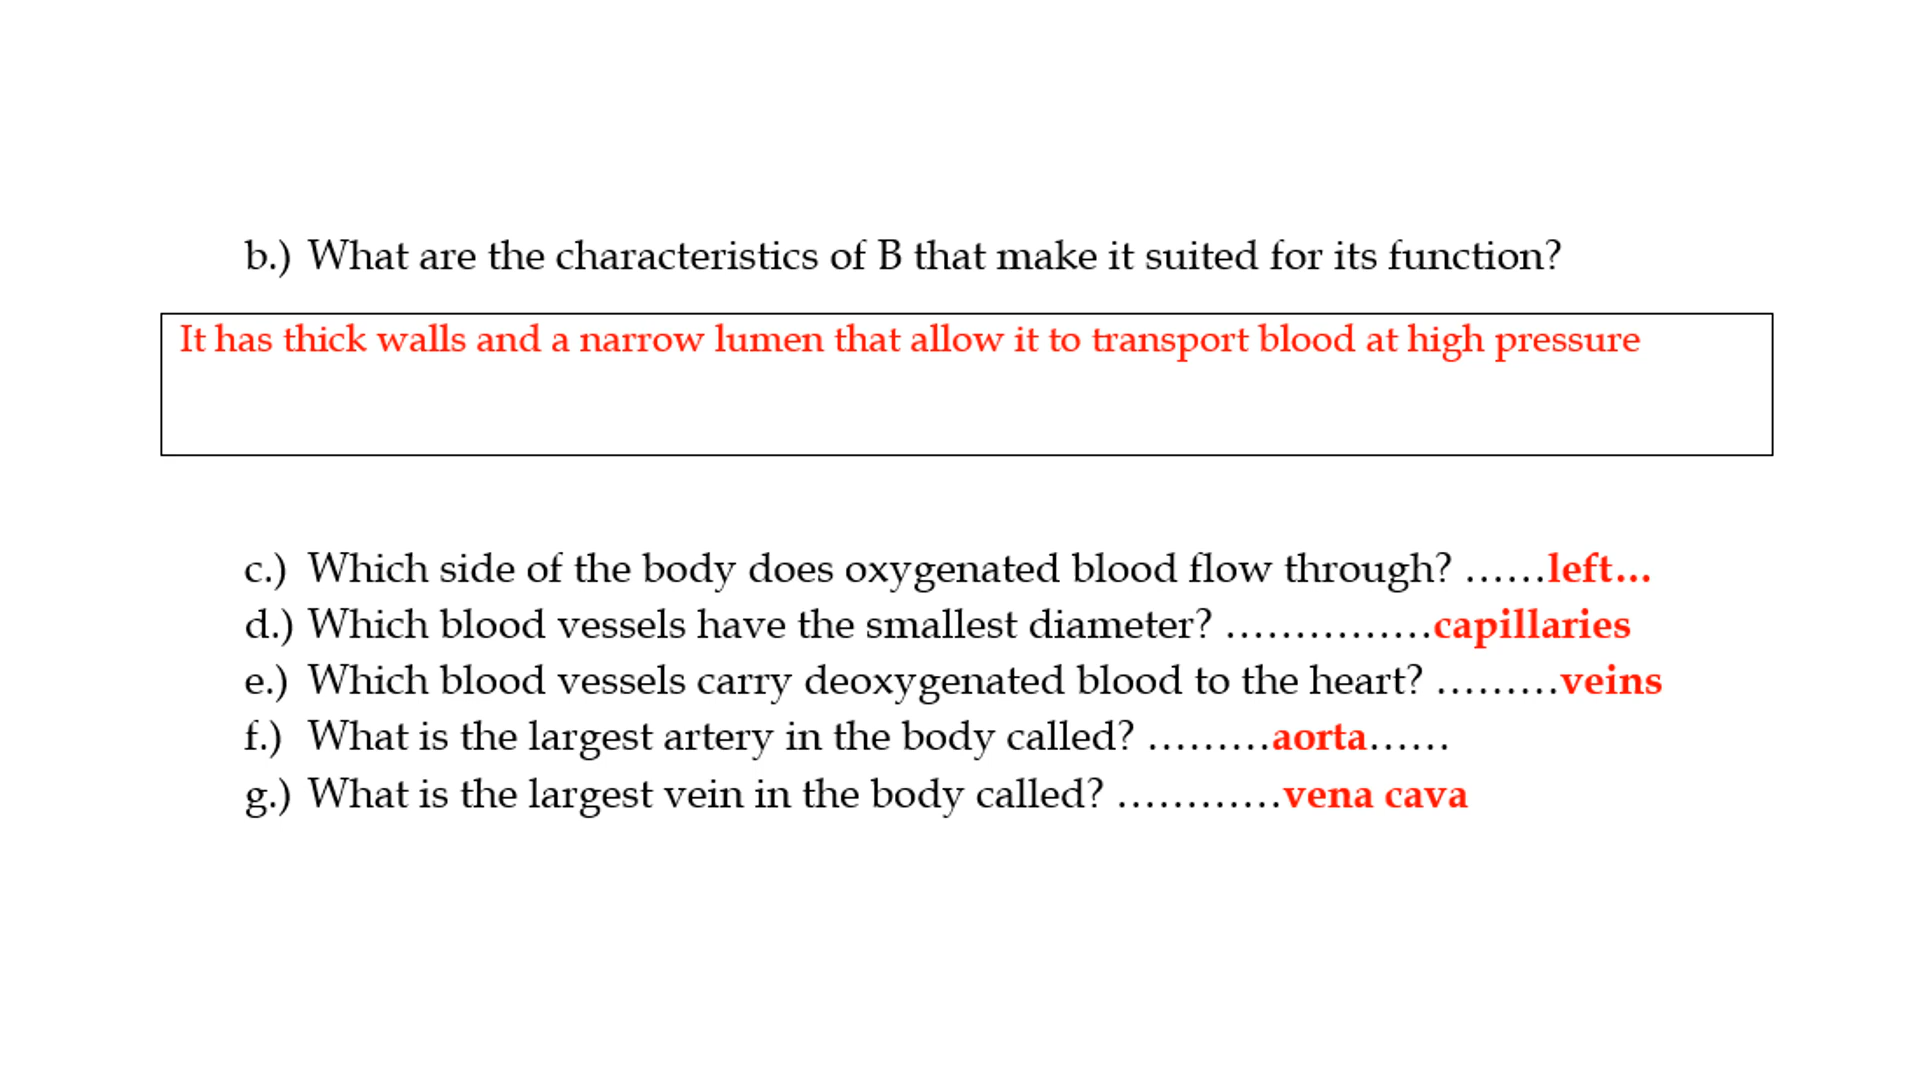 b.) What are the characteristics of B that make it suited for its function?
It has thick walls and a narrow lumen that allow it to transport blood at high pressure
c.) Which side of the body does oxygenated blood flow through? ......left...
d.) Which blood vessels have the smallest diameter? ...............capillaries
e.) Which blood vessels carry deoxygenated blood to the heart? .........veins
f.) What is the largest artery in the body called? .........aorta......
g.) What is the largest vein in the body called? ............vena cava